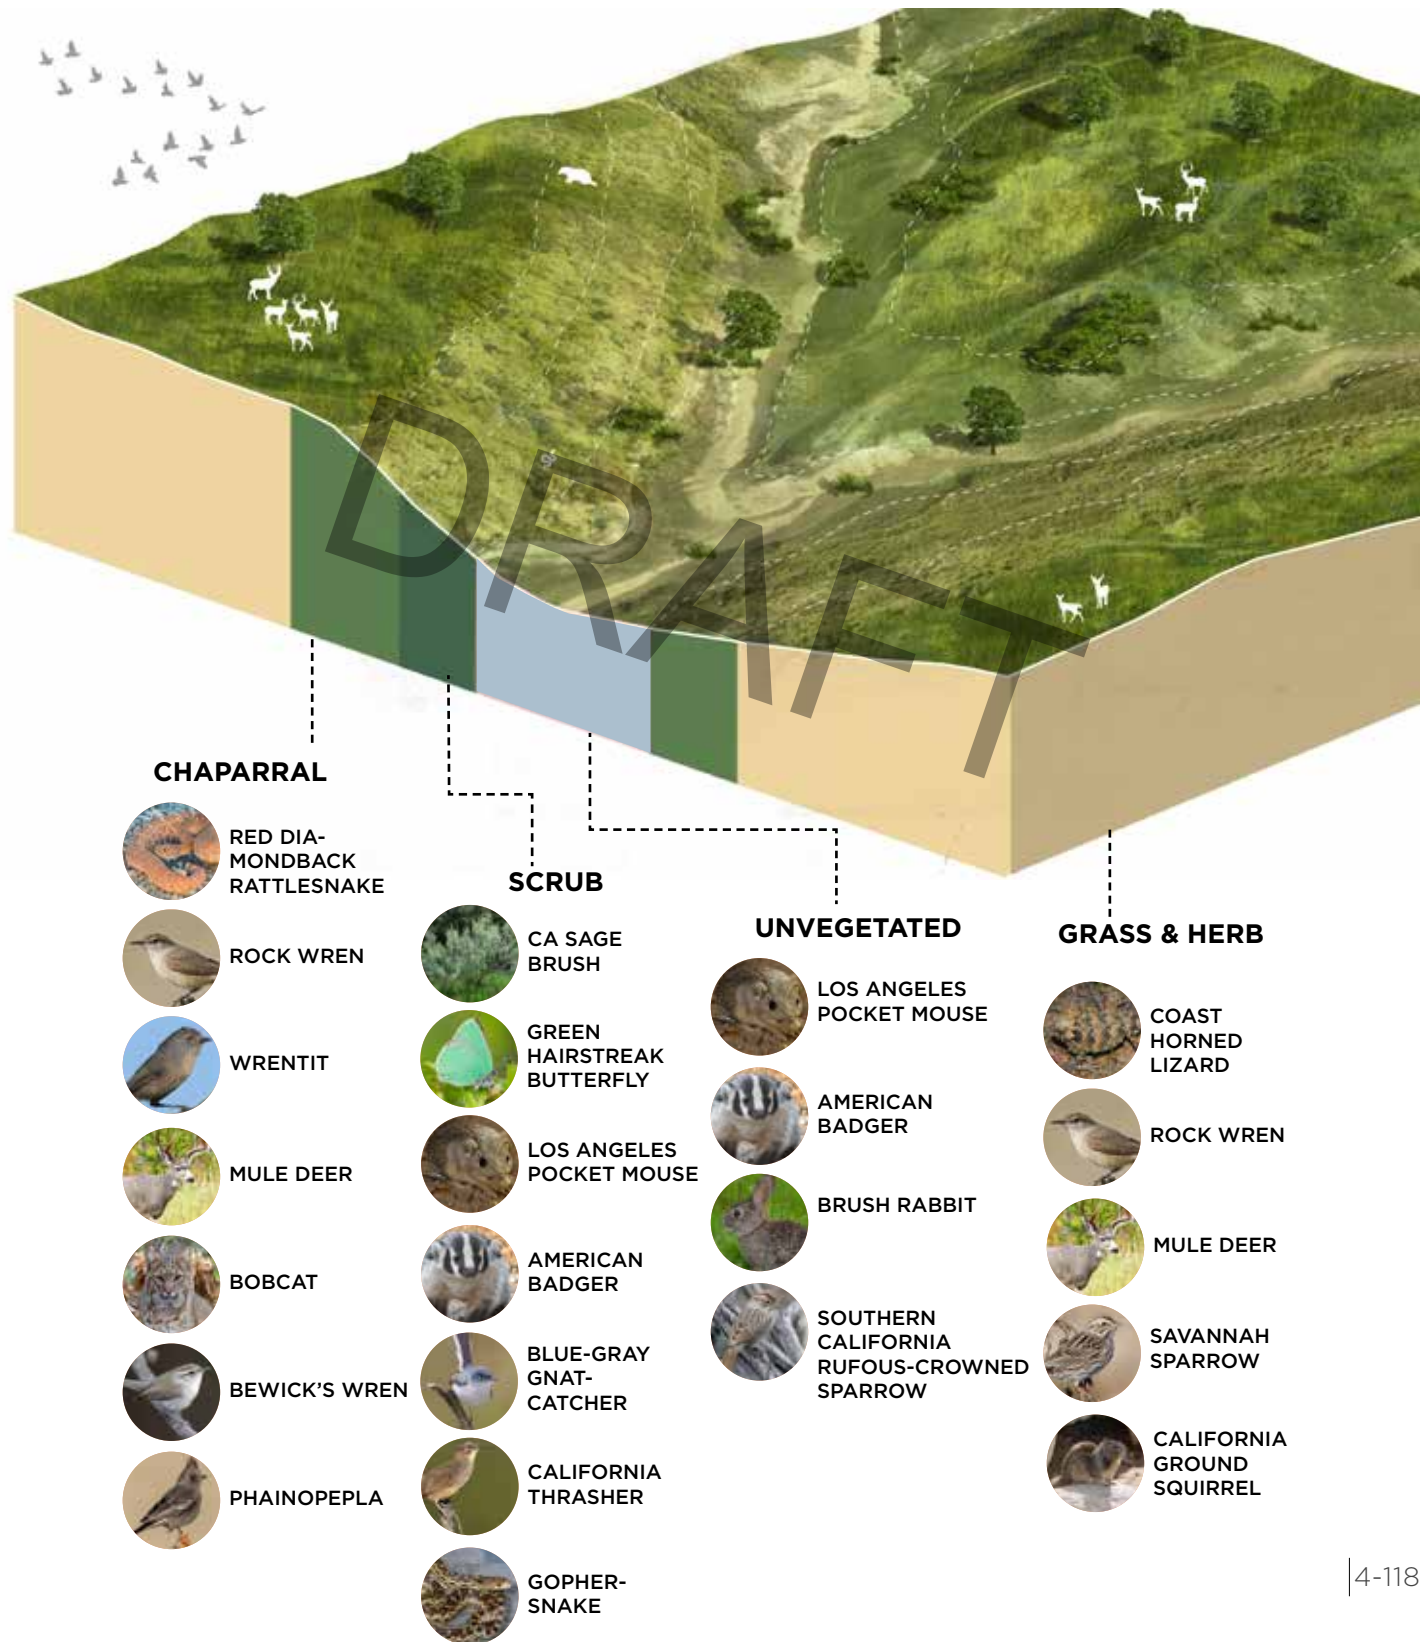 DRAFT
CHAPARRAL
RED DIA-
MONDBACK
RATTLESNAKE
ROCK WREN
WRENTIT
MULE DEER
BOBCAT
BEWICK'S WREN
PHAINOPEPLA
SCRUB
CA SAGE
BRUSH
GREEN
HAIRSTREAK
BUTTERFLY
LOS ANGELES
POCKET MOUSE
AMERICAN
BADGER
BLUE-GRAY
GNAT-
CATCHER
CALIFORNIA
THRASHER
GOPHER-
SNAKE
UNVEGETATED
LOS ANGELES
POCKET MOUSE
AMERICAN
BADGER
BRUSH RABBIT
SOUTHERN
CALIFORNIA
RUFOUS-CROWNED
SPARROW
GRASS & HERB
COAST
HORNED
LIZARD
ROCK WREN
MULE DEER
SAVANNAH
SPARROW
CALIFORNIA
GROUND
SQUIRREL
4-118